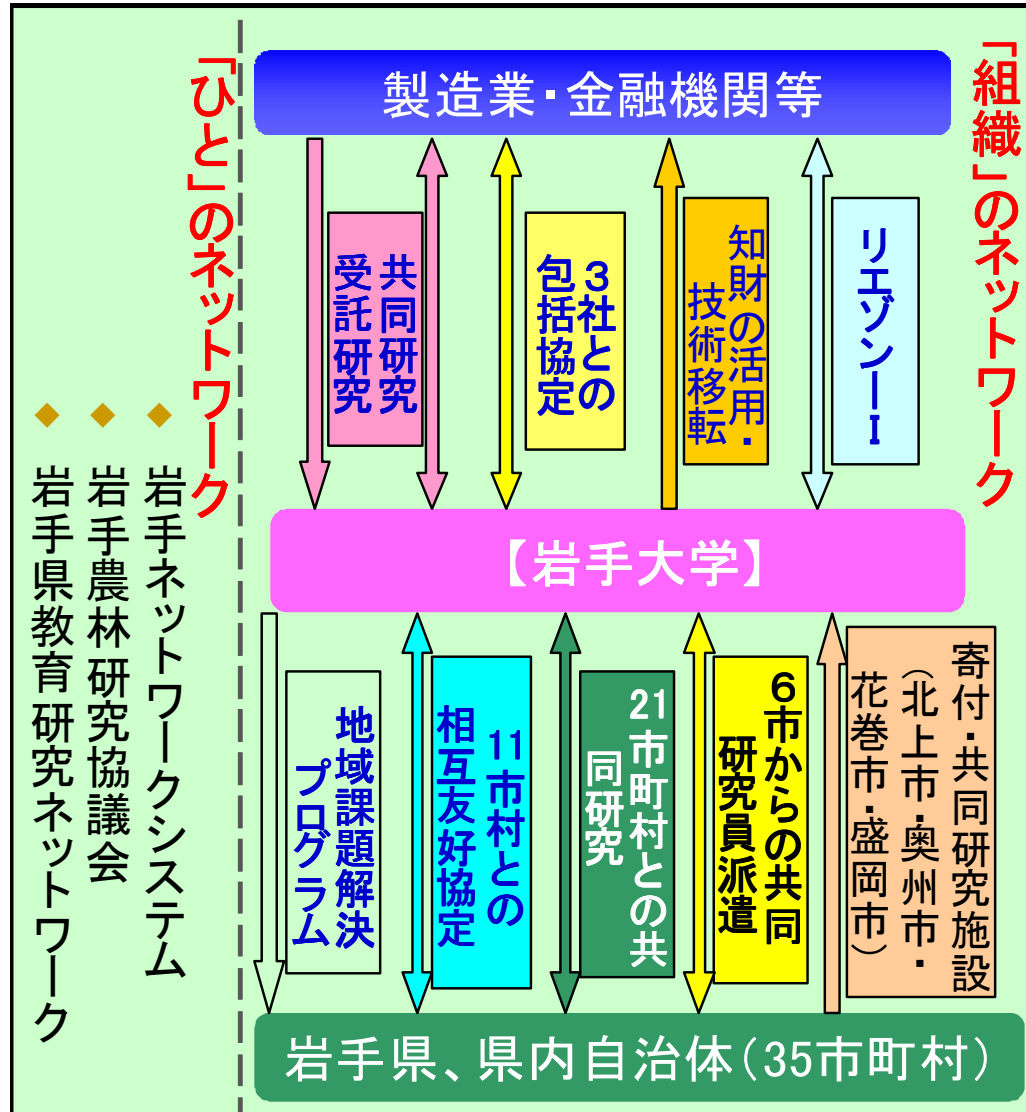 「組織」のネットワーク
「ひと」のネットワーク
製造業・金融機関等
共同研究
受託研究
３社との
包括協定
知財の活用・
技術移転
リエゾンーＩ
【岩手大学】
地域課題解決
プログラム
11市村との
相互友好協定
21市町村との共
同研究
６市からの共同
研究員派遣
寄付・共同研究施設
（北上市・奥州市・
花巻市・盛岡市）
岩手県、県内自治体（35市町村）
◆ 岩手ネットワークシステム
◆ 岩手農林研究協議会
◆ 岩手県教育研究ネットワーク